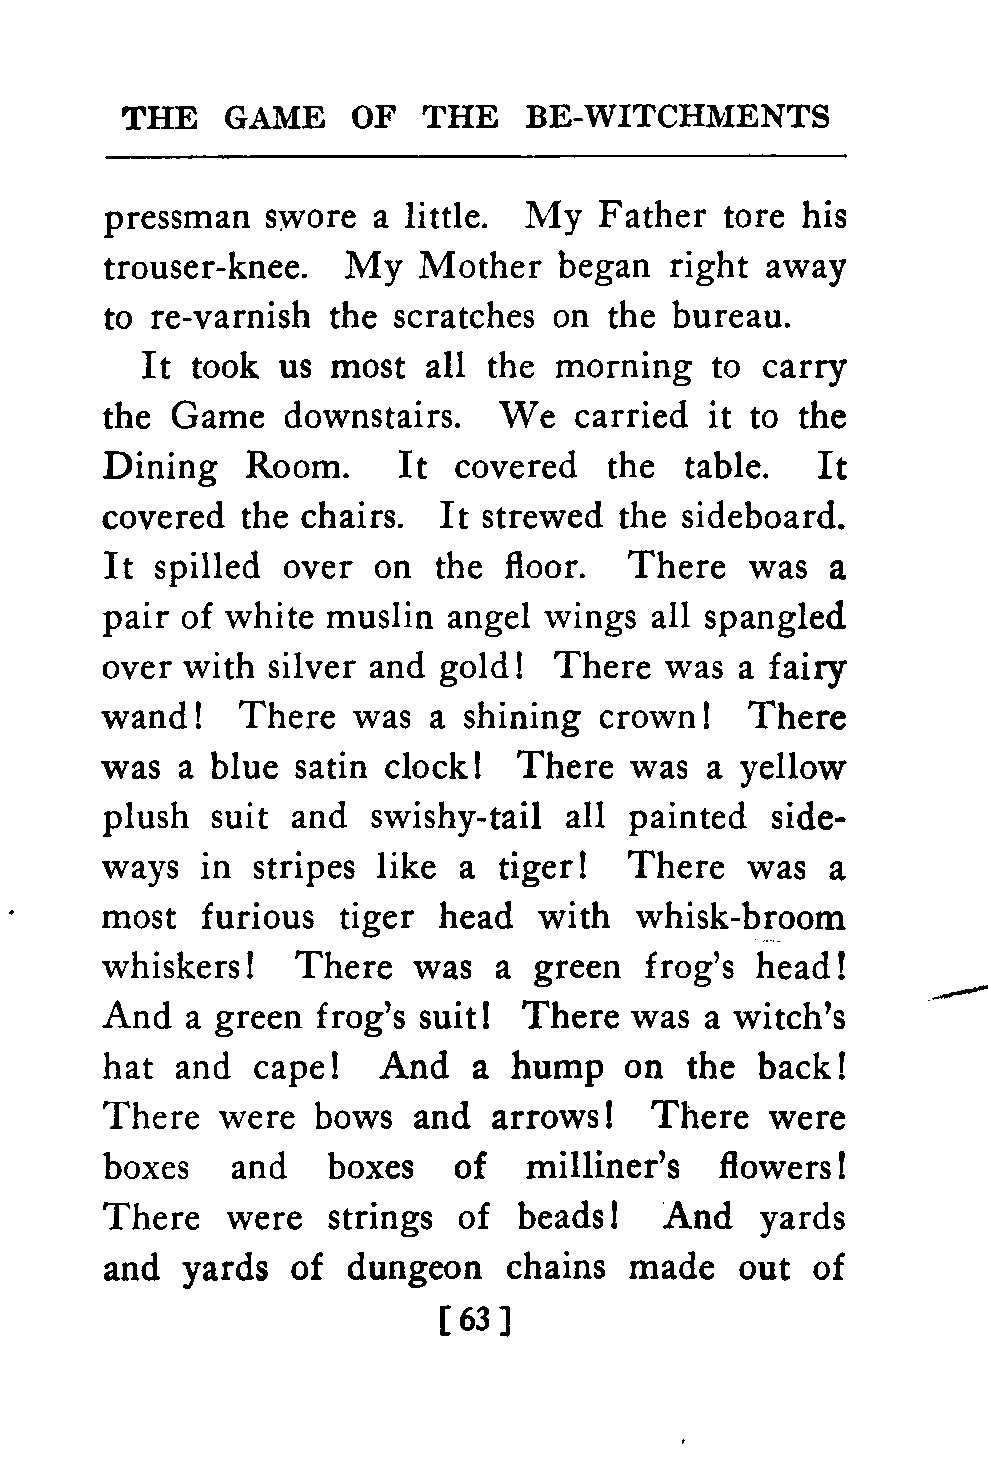 THE GAME OF THE BE-WITCHMENTS
pressman swore a little. My Father tore his
trouser-knee. My Mother began right away
to re-varnish the scratches on the bureau.
It took us most all the morning to carry
the Game downstairs. We carried it to the
Dining Room. It covered the table. It
covered the chairs. It strewed the sideboard.
It spilled over on the floor. There was a
pair of white muslin angel wings all spangled
over with silver and gold! There was a fairy
wand! There was a shining crown! There
was a blue satin clock! There was a yellow
plush suit and swishy-tail all painted side-
ways in stripes like a tiger! There was a
most furious tiger head with whisk-broom
whiskers! There was a green frog's head!
And a green frog's suit! There was a witch's
hat and cape! And a hump on the back!
There were bows and arrows! There were
boxes and boxes of milliner's flowers!
There were strings of beads! And yards
and yards of dungeon chains made out of
[63]